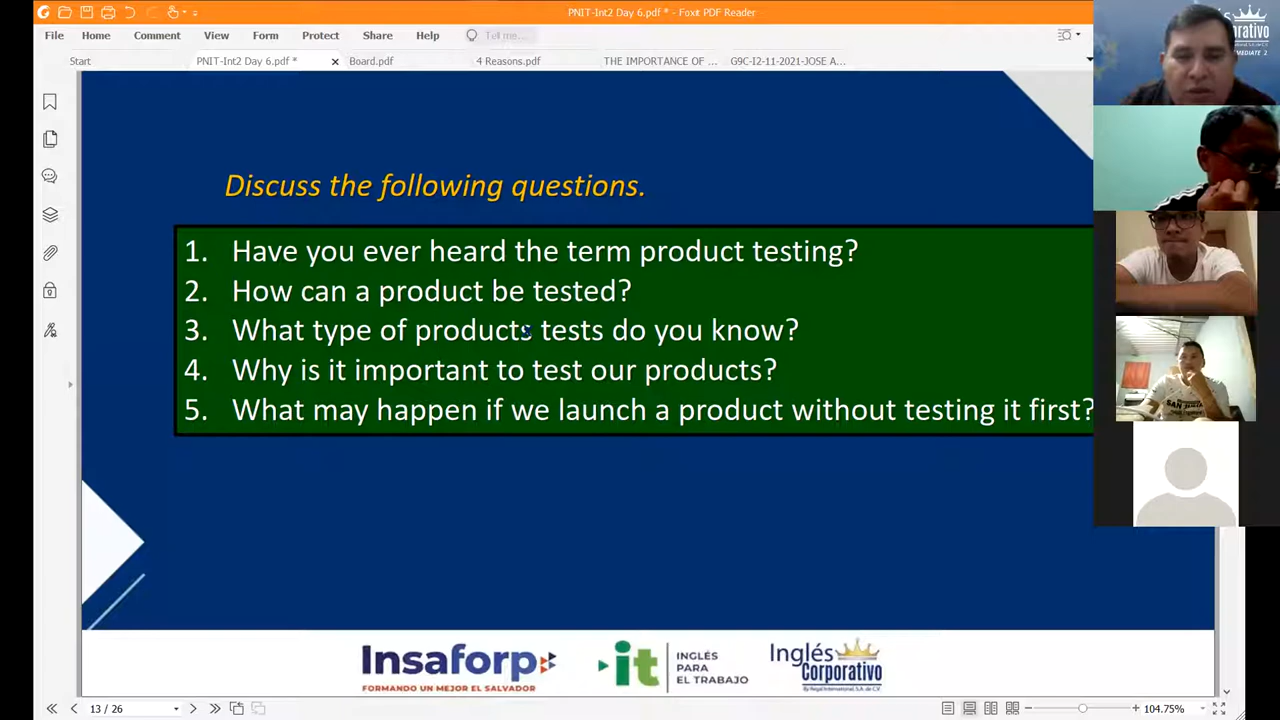 PNIT-Int2 Day 6.pdf * - Foxit PDF Reader
File Home Comment View Form Protect Share Help Tell me...
Start PNIT-Int2 Day 6.pdf * Board.pdf 4 Reasons.pdf THE IMPORTANCE OF ... G9C-I2-11-2021-JOSE A...
Discuss the following questions.
1. Have you ever heard the term product testing?
2. How can a product be tested?
3. What type of products tests do you know?
4. Why is it important to test our products?
5. What may happen if we launch a product without testing it first?
Insaforp
FORMANDO UN MEJOR EL SALVADOR
it
INGLÉS
PARA
EL TRABAJO
Inglés
Corporativo
By Regal International, S.A. de C.V.
13 / 26
104.75%